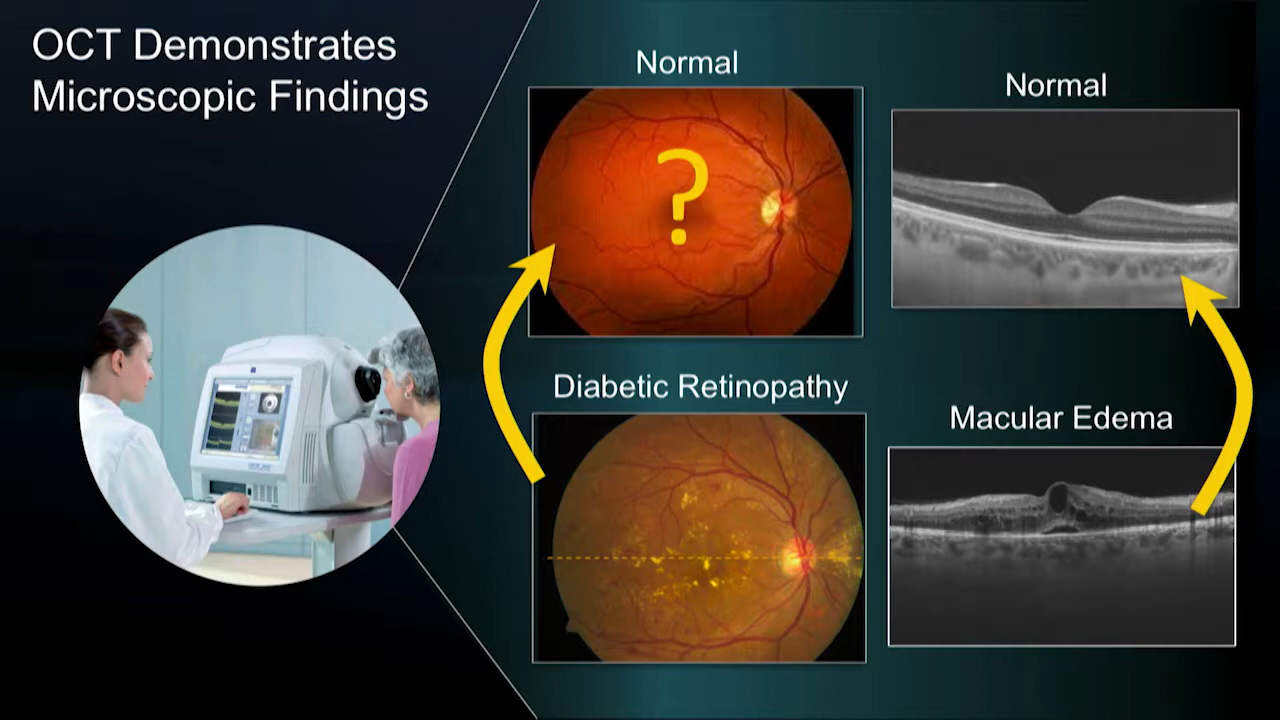 OCT Demonstrates
Microscopic Findings
Normal
?
Normal
Diabetic Retinopathy
Macular Edema